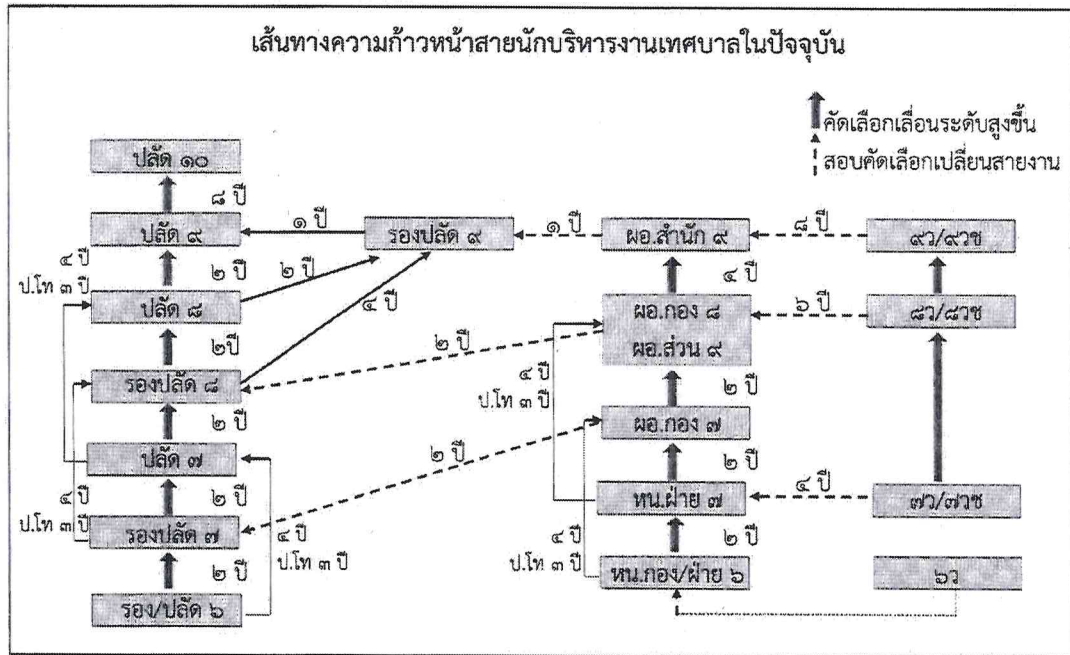 เส้นทางความก้าวหน้าสายนักบริหารงานเทศบาลในปัจจุบัน
คัดเลือกเลื่อนระดับสูงขึ้น
สอบคัดเลือกเปลี่ยนสายงาน
ปลัด ๑๐
๘ ปี
ปลัด ๙
๑ ปี
รองปลัด ๙
๑ ปี
ผอ.สำนัก ๙
๘ ปี
๙ว/๙วช
๔ ปี
ป.โท ๓ ปี
๒ ปี
๒ ปี
๔ ปี
๔ ปี
ปลัด ๘
ผอ.กอง ๘
ผอ.ส่วน ๙
๖ ปี
๘ว/๘วช
๒ปี
๒ ปี
รองปลัด ๘
๔ ปี
ป.โท ๓ ปี
๒ ปี
๒ ปี
ผอ.กอง ๗
ปลัด ๗
๒ ปี
๒ ปี
๔ ปี
ป.โท ๓ ปี
๒ ปี
หน.ฝ่าย ๗
๔ ปี
๗ว/๗วช
รองปลัด ๗
๔ ปี
ป.โท ๓ ปี
๔ ปี
ป.โท ๓ ปี
๒ ปี
๒ ปี
หน.กอง/ฝ่าย ๖
๖ว
รอง/ปลัด ๖